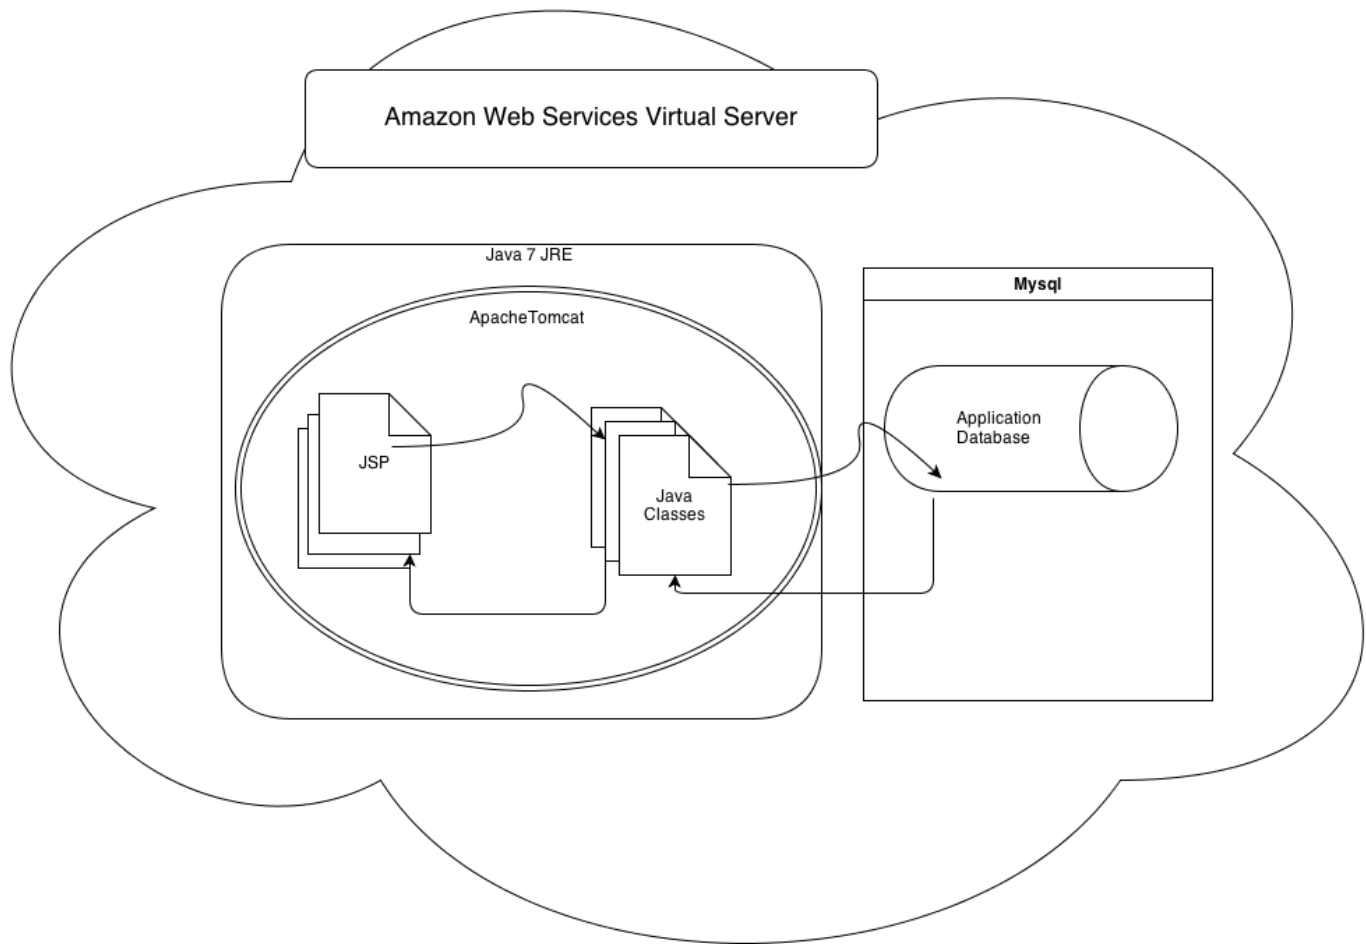 Amazon Web Services Virtual Server
Java 7 JRE
ApacheTomcat
JSP
Java
Classes
Mysql
Application
Database